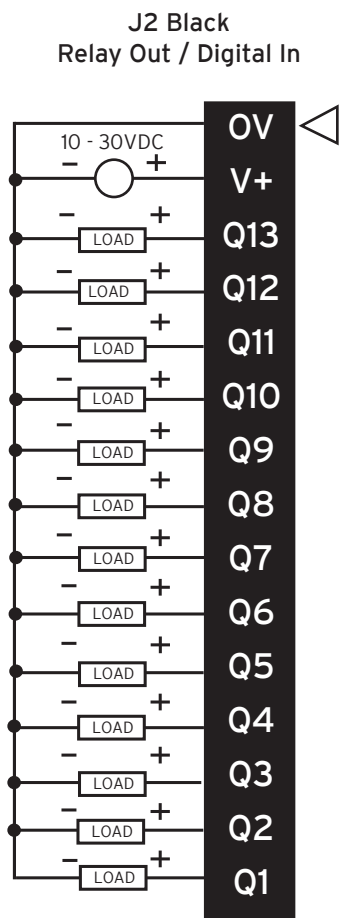 J2 Black
Relay Out / Digital In
0V
10 - 30VDC
- + V+
- LOAD + Q13
- LOAD + Q12
- LOAD + Q11
- LOAD + Q10
- LOAD + Q9
- LOAD + Q8
- LOAD + Q7
- LOAD + Q6
- LOAD + Q5
- LOAD + Q4
- LOAD + Q3
- LOAD + Q2
- LOAD + Q1